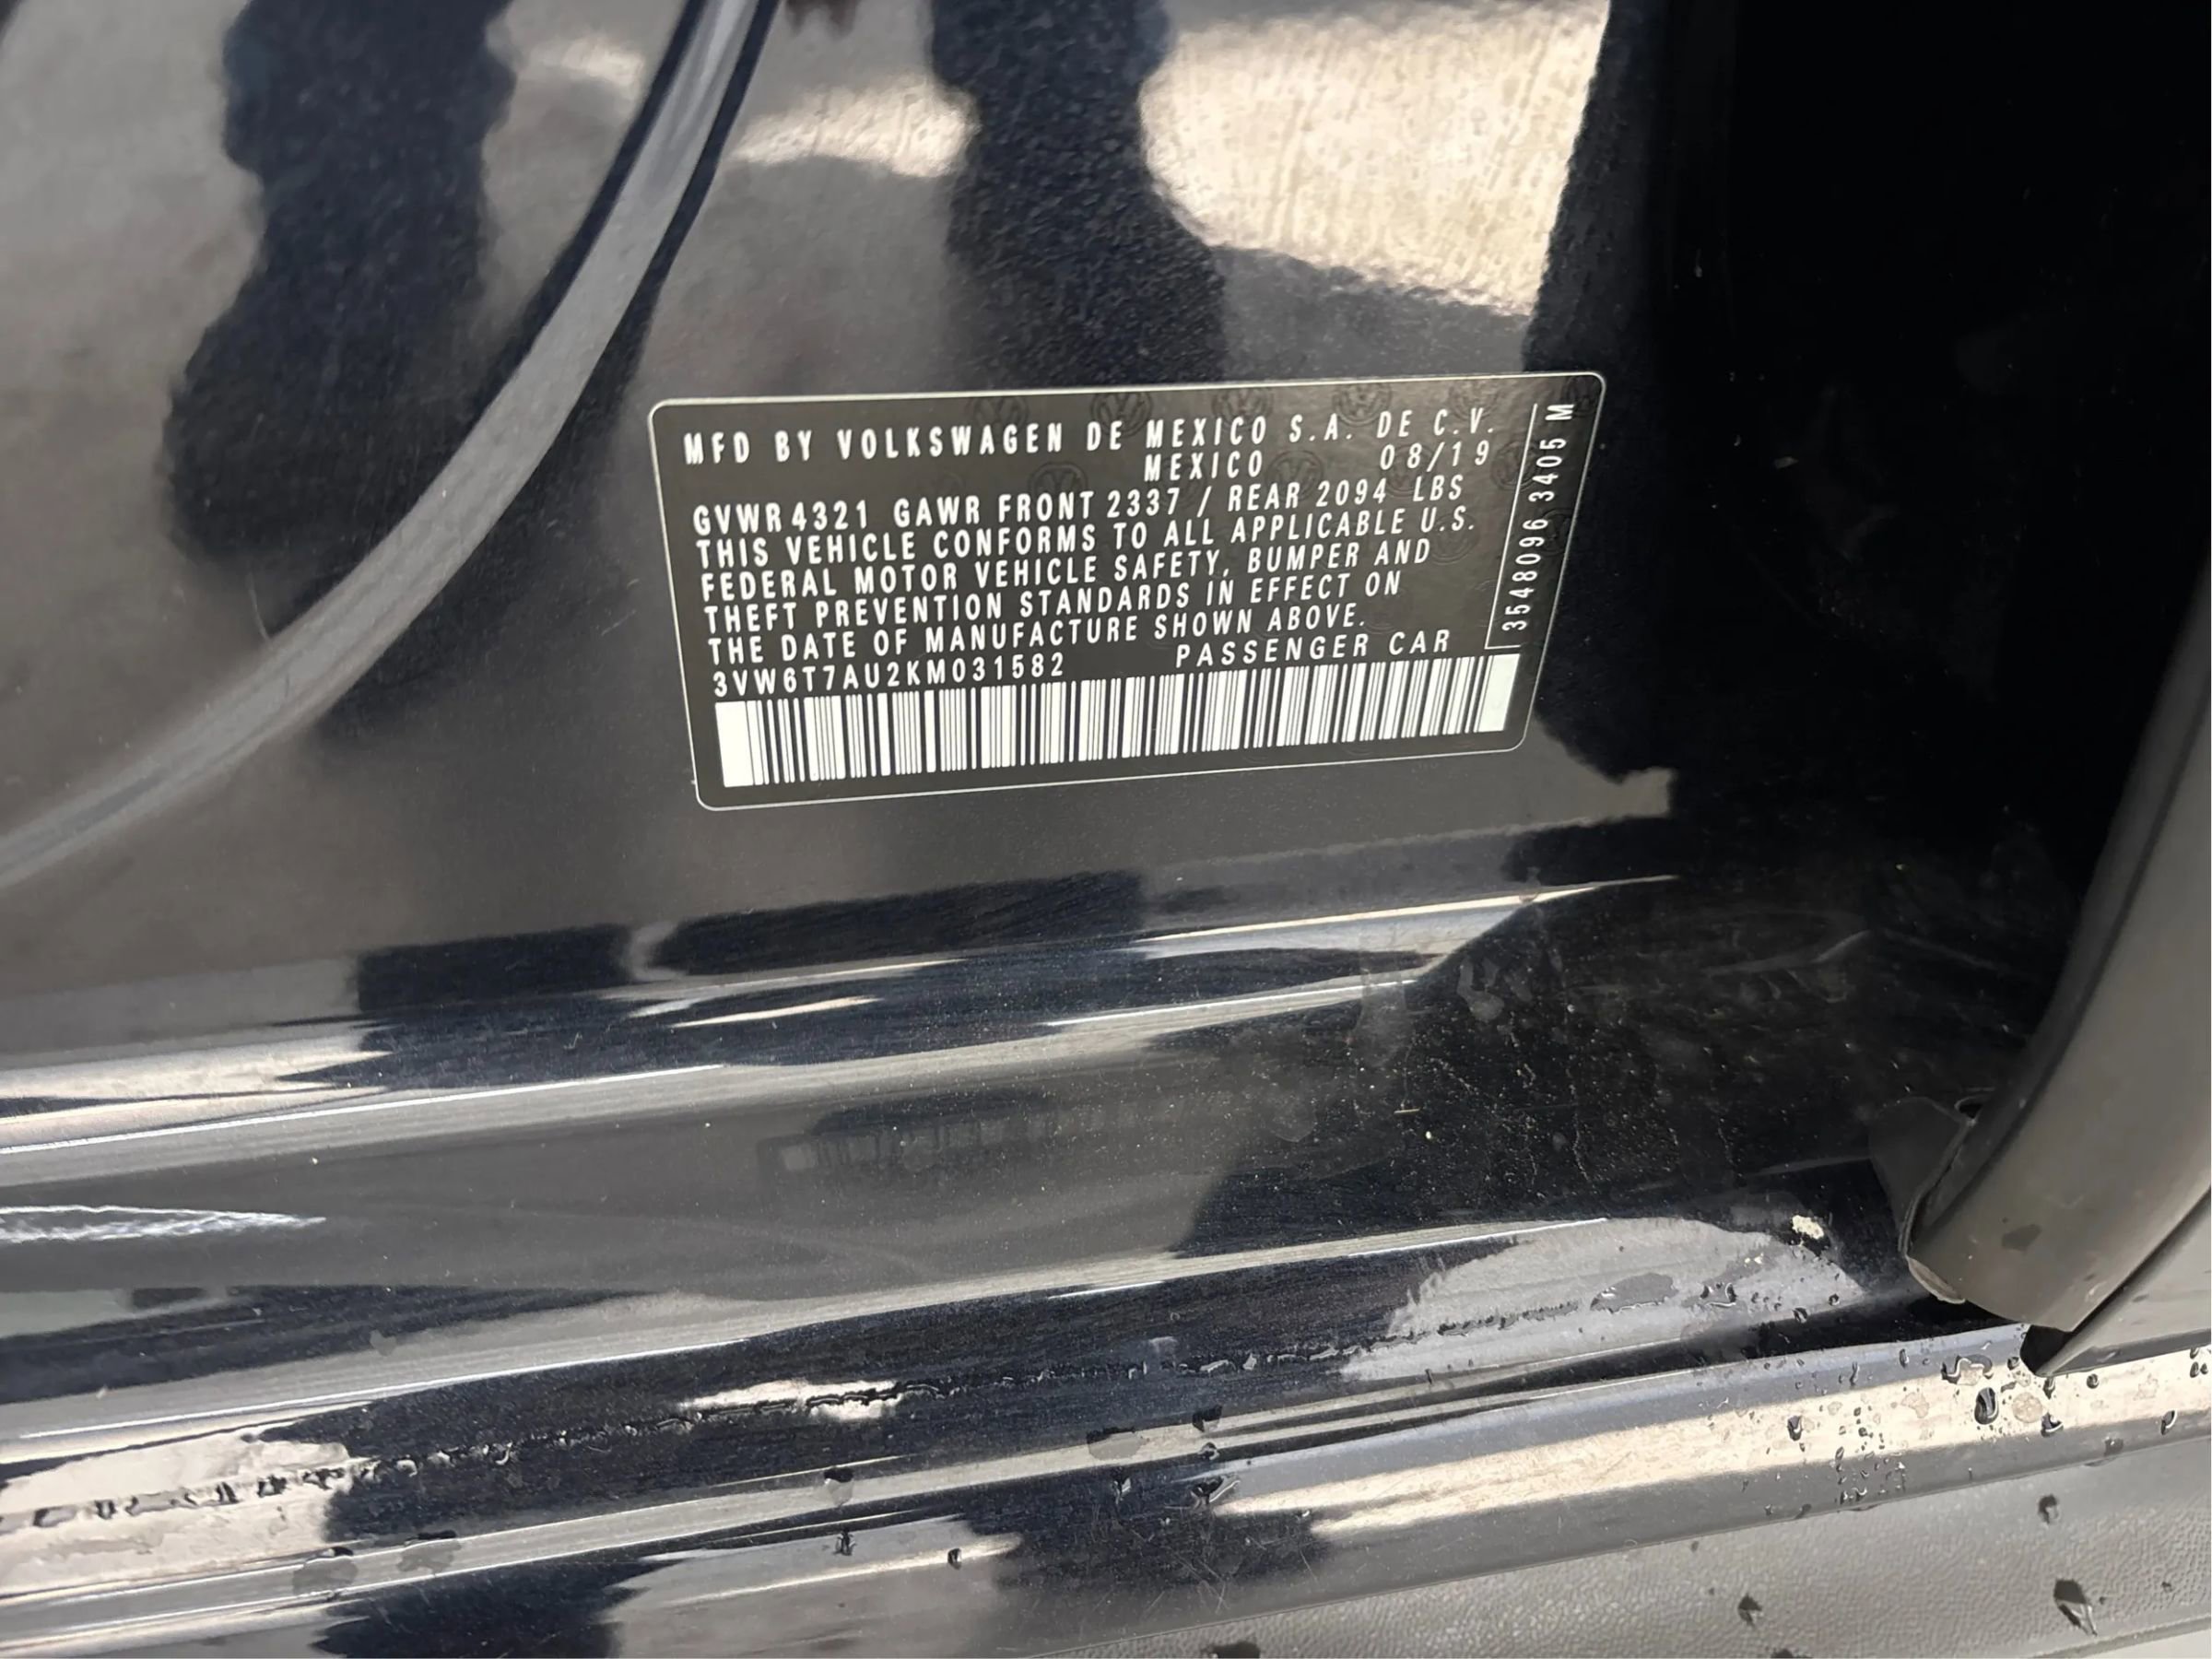 MFD BY VOLKSWAGEN DE MEXICO S.A. DE C.V.
MEXICO 08/19
GVWR 4321 GAWR FRONT 2337 / REAR 2094 LBS
THIS VEHICLE CONFORMS TO ALL APPLICABLE U.S.
FEDERAL MOTOR VEHICLE SAFETY, BUMPER AND
THEFT PREVENTION STANDARDS IN EFFECT ON
THE DATE OF MANUFACTURE SHOWN ABOVE.
3VW6T7AU2KM031582 PASSENGER CAR
3548096 3405 M